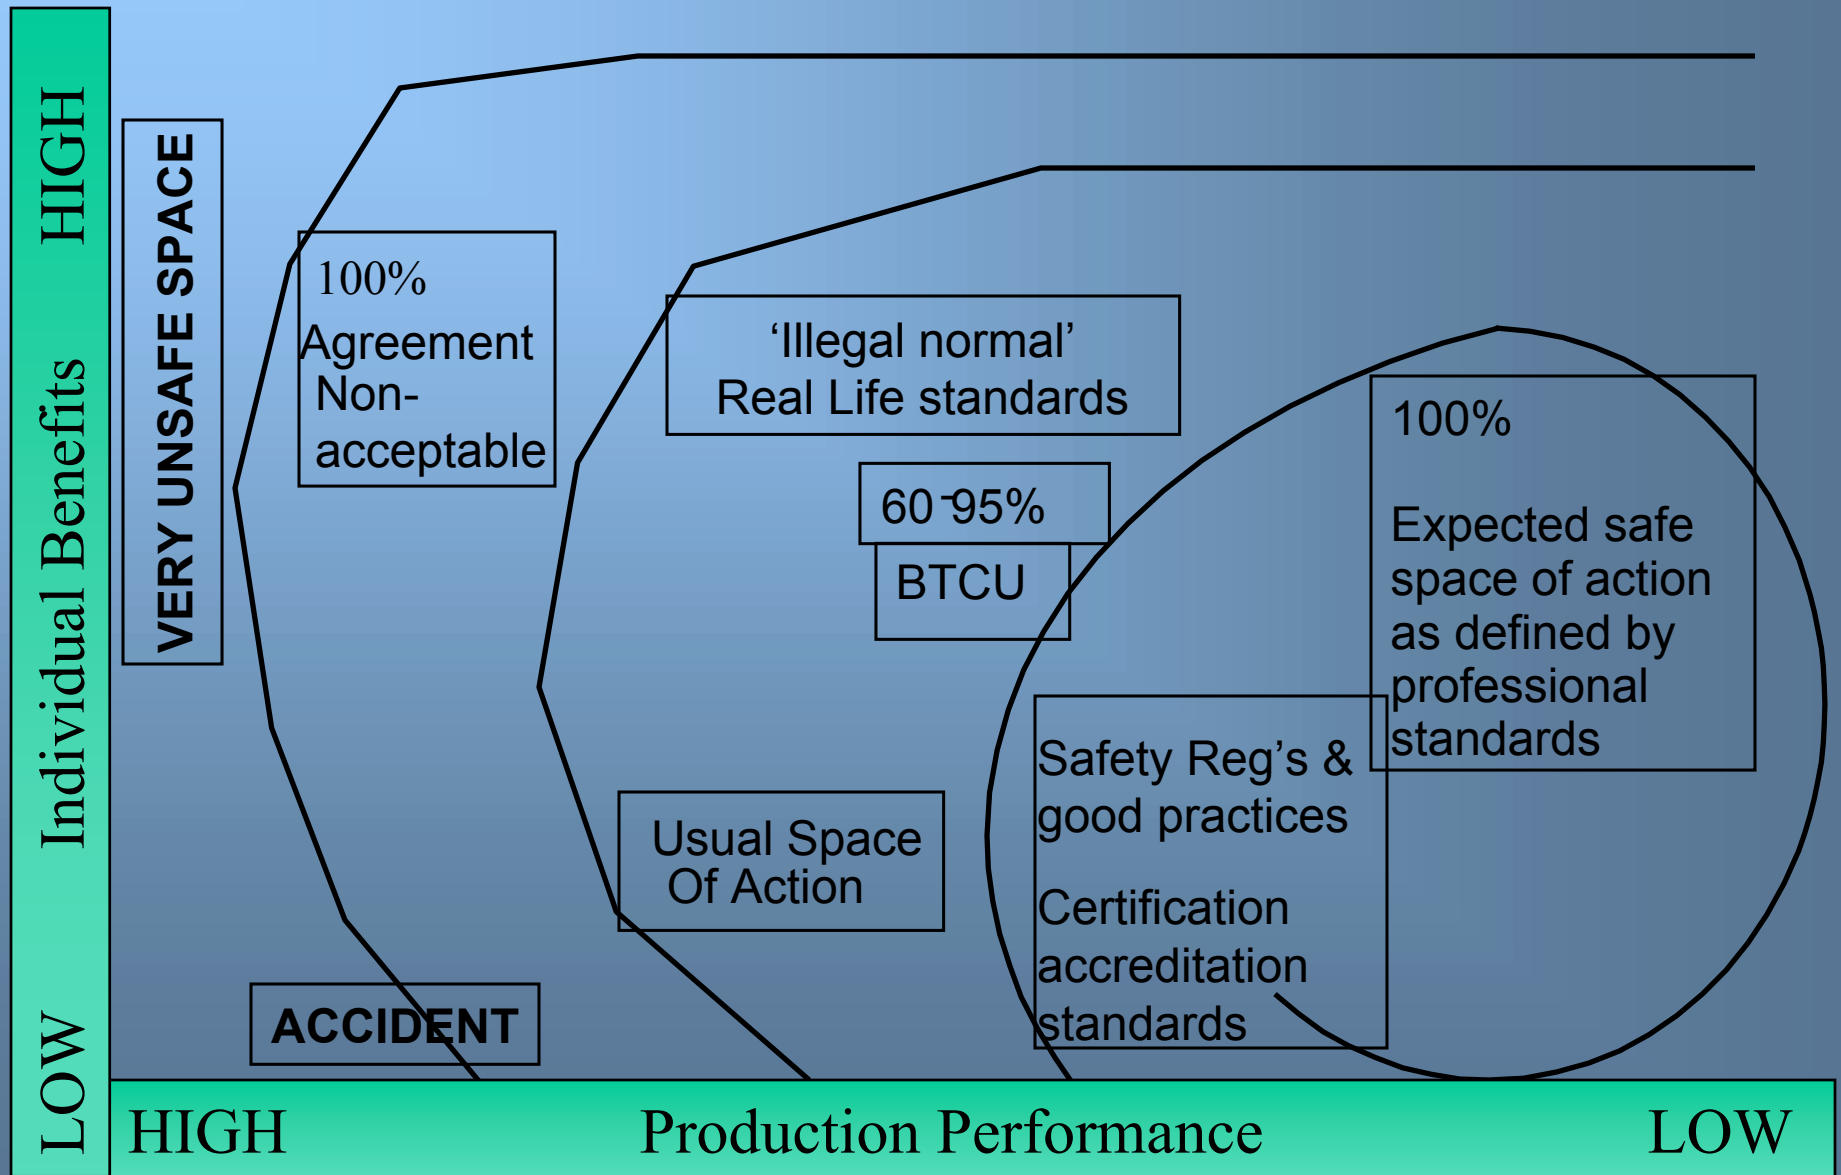 HIGH
Individual Benefits
LOW
VERY UNSAFE SPACE
100%
Agreement
Non-
acceptable
‘Illegal normal’
Real Life standards
60-95%
BTCU
100%
Expected safe
space of action
as defined by
professional
standards
Safety Reg’s &
good practices
Certification
accreditation
standards
Usual Space
Of Action
ACCIDENT
HIGH
Production Performance
LOW